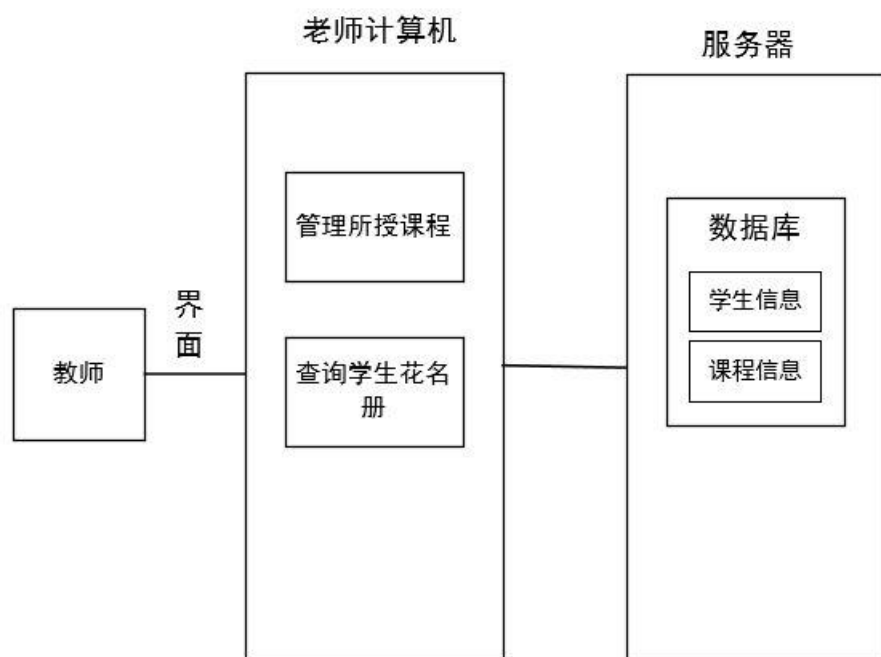 老师计算机
服务器
管理所授课程
数据库
界
面
学生信息
教师
查询学生花名
册
课程信息